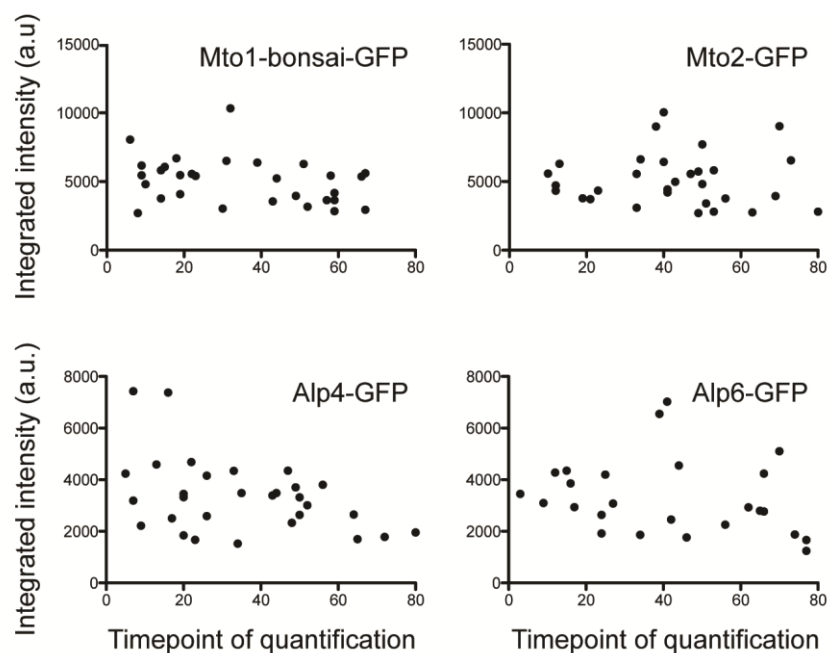 Integrated intensity (a.u)
15000
10000
5000
0
0 20 40 60 80
Mto1-bonsai-GFP
15000
10000
5000
0
0 20 40 60 80
Mto2-GFP
Integrated intensity (a.u.)
8000
6000
4000
2000
0
0 20 40 60 80
Alp4-GFP
Timepoint of quantification
8000
6000
4000
2000
0
0 20 40 60 80
Alp6-GFP
Timepoint of quantification